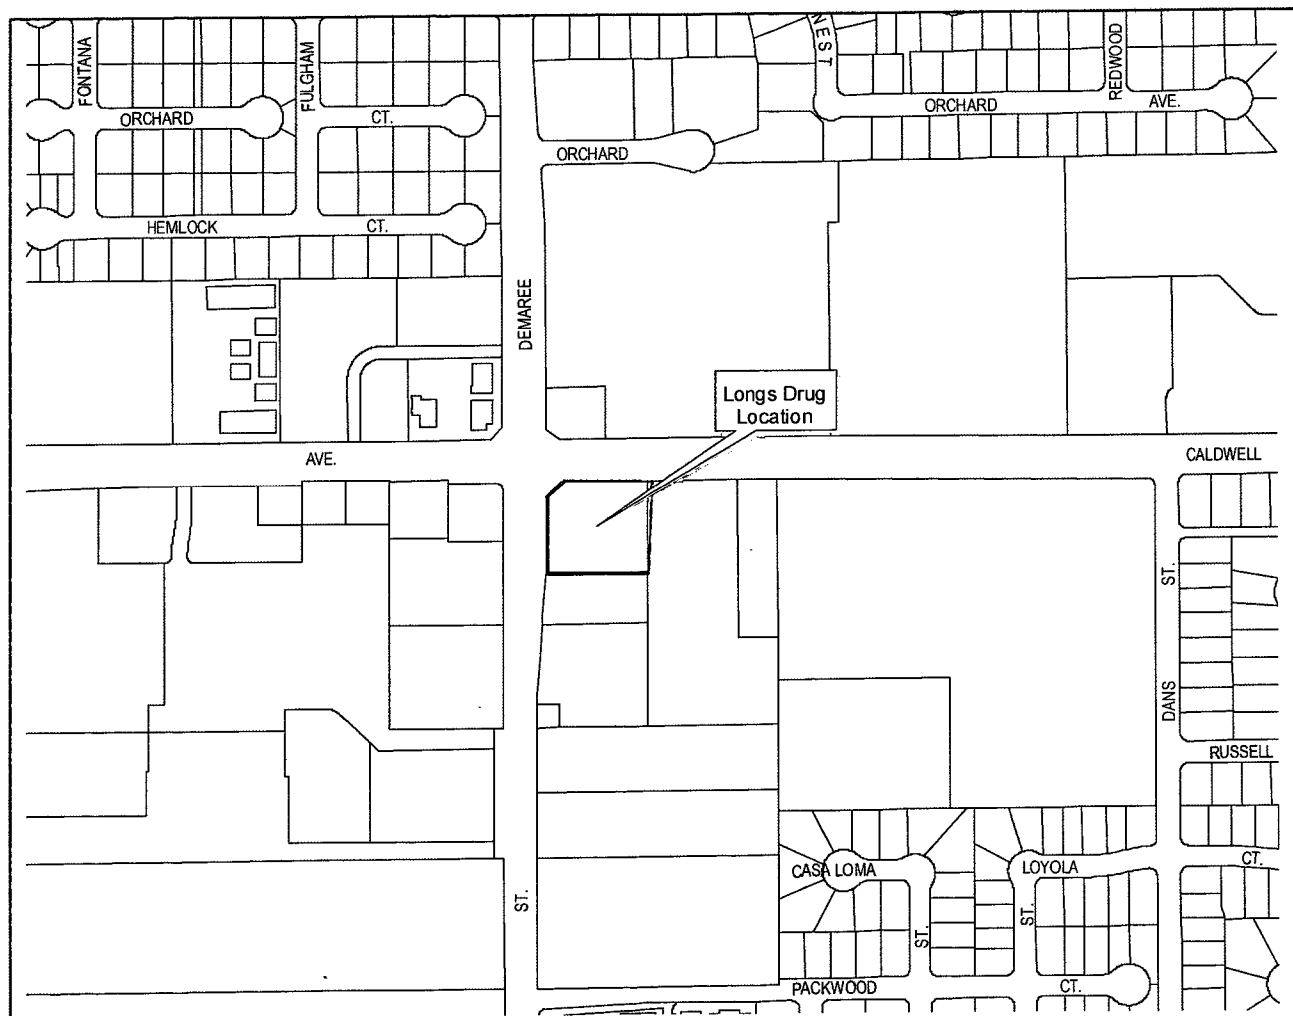 FONTANA
FULGHAM
NEST
REDWOOD
ORCHARD CT.
ORCHARD AVE.
ORCHARD
HEMLOCK CT.
DEMAREE
Longs Drug
Location
AVE.
CALDWELL
ST.
DANS
RUSSELL
CASA LOMA
LOYOLA
CT.
ST.
ST.
ST.
PACKWOOD CT.